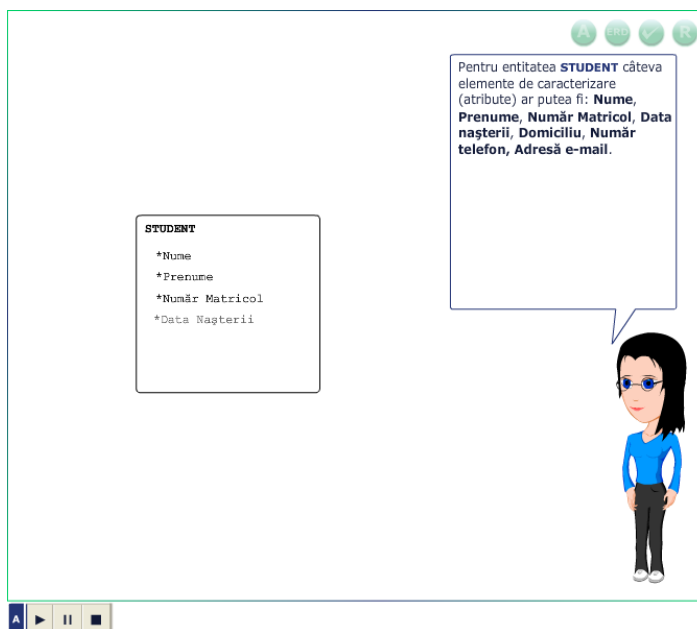 A ERD R
Pentru entitatea STUDENT câteva
elemente de caracterizare
(atribute) ar putea fi: Nume,
Prenume, Număr Matricol, Data
naşterii, Domiciliu, Număr
telefon, Adresă e-mail.
STUDENT
*Nume
*Prenume
*Număr Matricol
*Data Naşterii
A